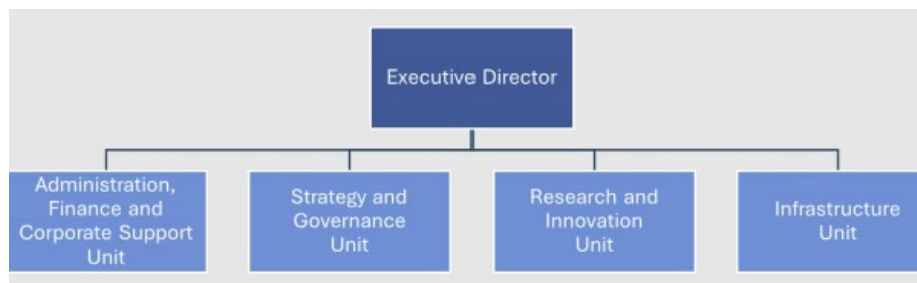 Executive Director
Administration,
Finance and
Corporate Support
Unit
Strategy and
Governance
Unit
Research and
Innovation
Unit
Infrastructure
Unit